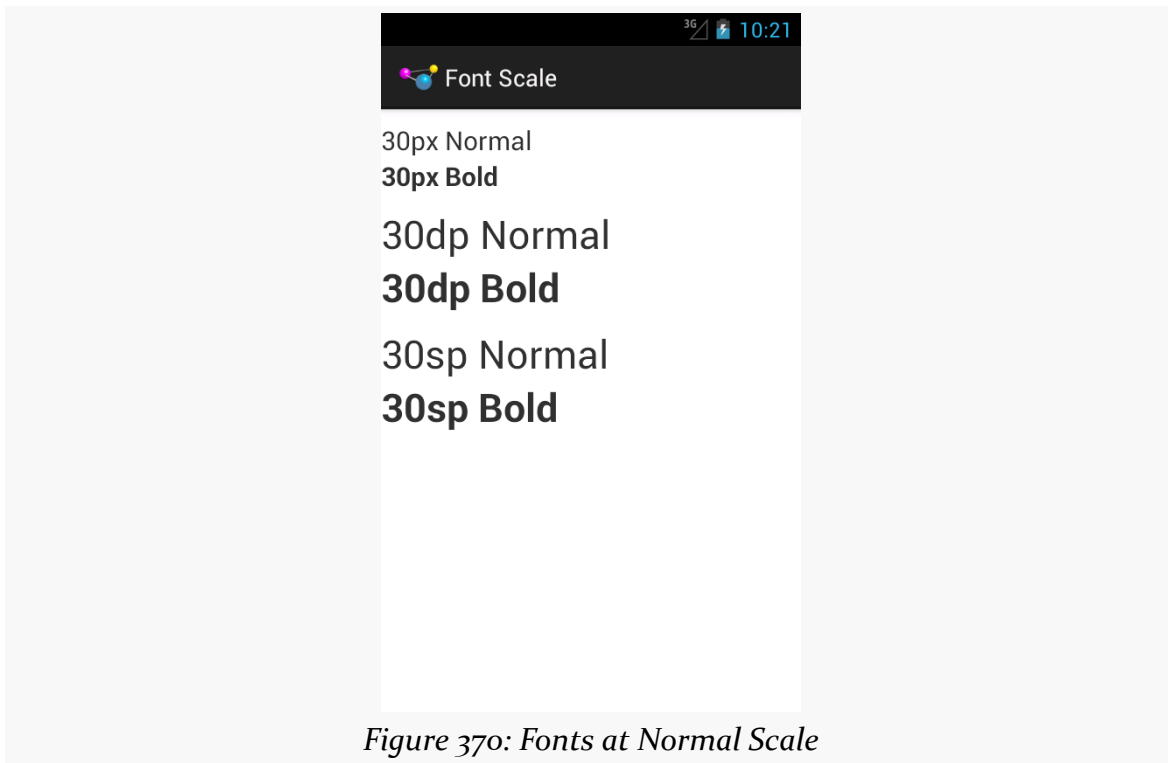 3G 10:21
Font Scale
30px Normal
30px Bold
30dp Normal
30dp Bold
30sp Normal
30sp Bold
Figure 370: Fonts at Normal Scale